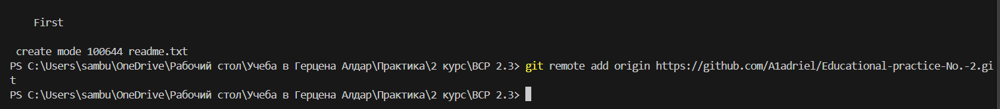 First
create mode 100644 readme.txt
PS C:\Users\sambu\OneDrive\Рабочий стол\Учеба в Герцена Алдар\Практика\2 курс\ВСР 2.3> git remote add origin https://github.com/A1adriel/Educational-practice-No.-2.gi
t
PS C:\Users\sambu\OneDrive\Рабочий стол\Учеба в Герцена Алдар\Практика\2 курс\ВСР 2.3>